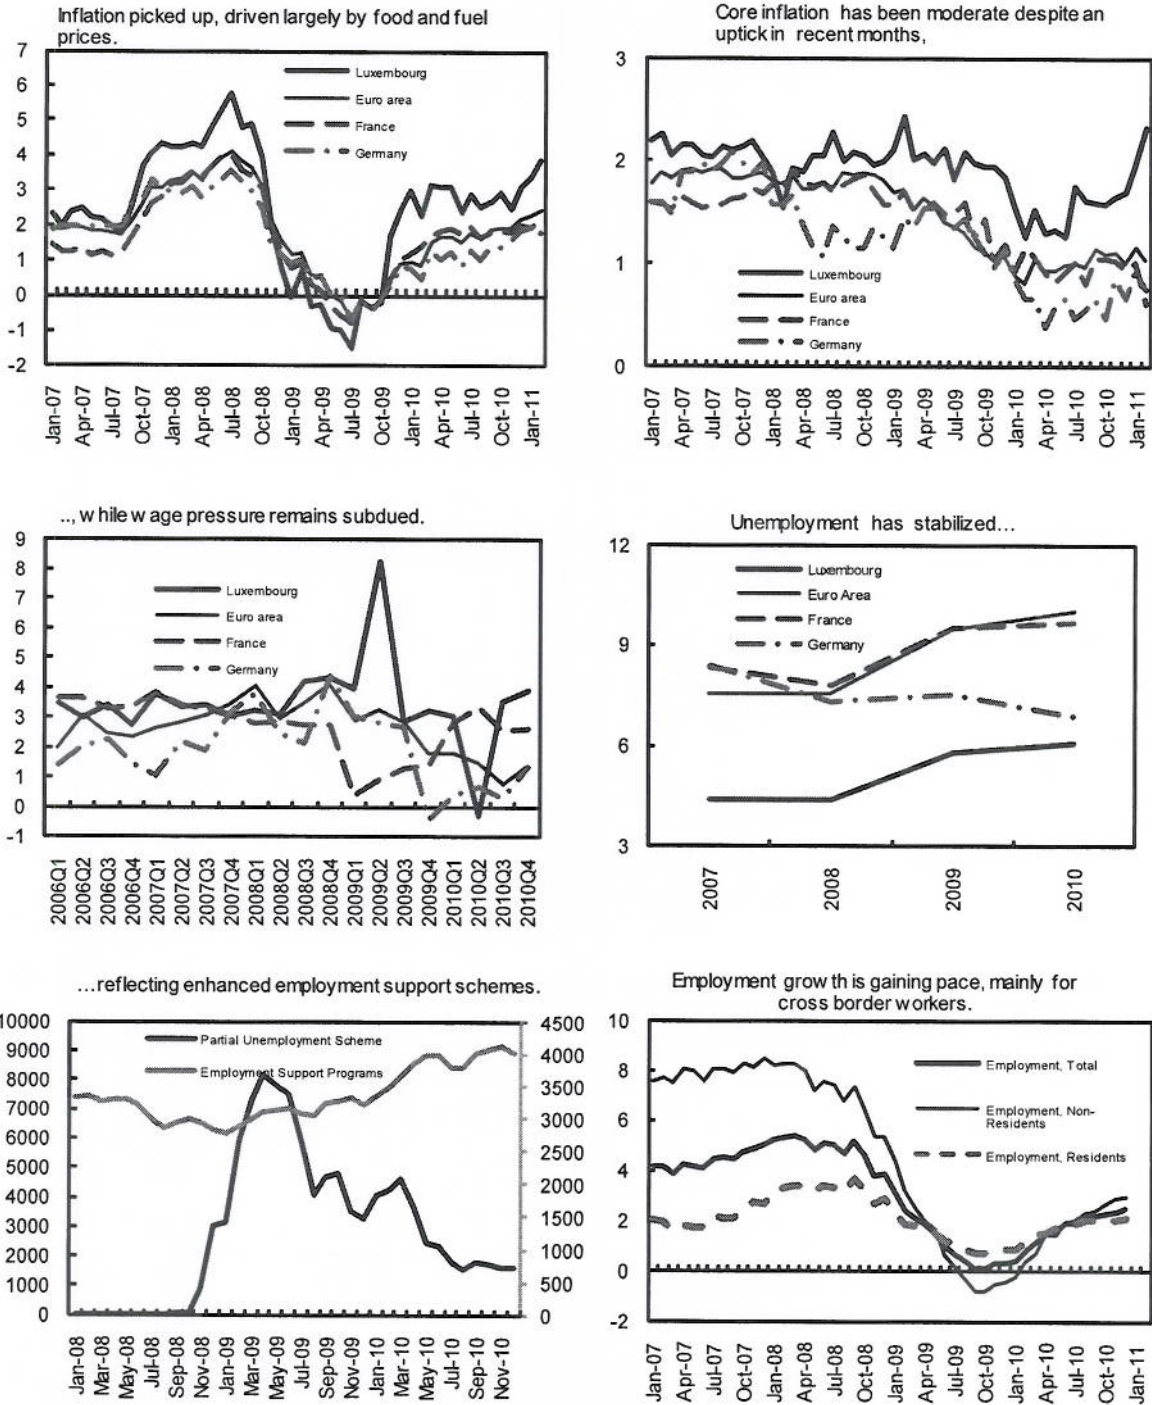 Inflation picked up, driven largely by food and fuel
prices.
7
6
5
4
3
2
1
0
-1
-2
Luxembourg
Euro area
France
Germany
Jan-07
Apr-07
Jul-07
Oct-07
Jan-08
Apr-08
Jul-08
Oct-08
Jan-09
Apr-09
Jul-09
Oct-09
Jan-10
Apr-10
Jul-10
Oct-10
Jan-11
Core inflation has been moderate despite an
uptick in recent months,
3
2
1
0
Luxembourg
Euro area
France
Germany
Jan-07
Apr-07
Jul-07
Oct-07
Jan-08
Apr-08
Jul-08
Oct-08
Jan-09
Apr-09
Jul-09
Oct-09
Jan-10
Apr-10
Jul-10
Oct-10
Jan-11
.., while wage pressure remains subdued.
9
8
7
6
5
4
3
2
1
0
-1
Luxembourg
Euro area
France
Germany
2006Q1
2006Q2
2006Q3
2006Q4
2007Q1
2007Q2
2007Q3
2007Q4
2008Q1
2008Q2
2008Q3
2008Q4
2009Q1
2009Q2
2009Q3
2009Q4
2010Q1
2010Q2
2010Q3
2010Q4
Unemployment has stabilized...
12
9
6
3
Luxembourg
Euro Area
France
Germany
2007
2008
2009
2010
...reflecting enhanced employment support schemes.
10000
9000
8000
7000
6000
5000
4000
3000
2000
1000
0
Partial Unemployment Scheme
Employment Support Programs
4500
4000
3500
3000
2500
2000
1500
1000
500
0
Jan-08
Mar-08
May-08
Jul-08
Sep-08
Nov-08
Jan-09
Mar-09
May-09
Jul-09
Sep-09
Nov-09
Jan-10
Mar-10
May-10
Jul-10
Sep-10
Nov-10
Employment growth is gaining pace, mainly for
cross border workers.
10
8
6
4
2
0
-2
Employment, Total
Employment, Non-
Residents
Employment, Residents
Jan-07
Apr-07
Jul-07
Oct-07
Jan-08
Apr-08
Jul-08
Oct-08
Jan-09
Apr-09
Jul-09
Oct-09
Jan-10
Apr-10
Jul-10
Oct-10
Jan-11